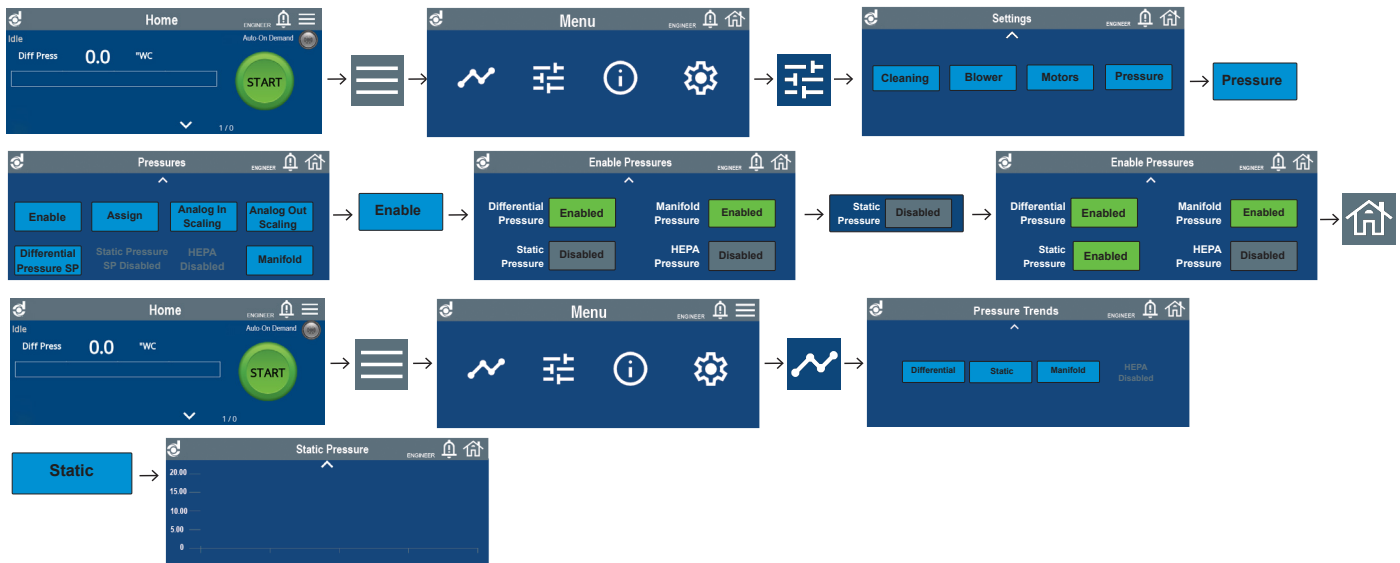 Home
ENGINEER
Idle
Auto-On Demand
Diff Press 0.0 "WC
START
1 / 0
Menu
ENGINEER
Settings
ENGINEER
Cleaning Blower Motors Pressure
Pressure
Pressures
ENGINEER
Enable Assign Analog In Scaling Analog Out Scaling
Differential Pressure SP Static Pressure SP Disabled HEPA Disabled Manifold
Enable
Enable Pressures
ENGINEER
Differential Pressure Enabled Manifold Pressure Enabled
Static Pressure Disabled HEPA Pressure Disabled
Static Pressure Disabled
Enable Pressures
ENGINEER
Differential Pressure Enabled Manifold Pressure Enabled
Static Pressure Enabled HEPA Pressure Disabled
Home
ENGINEER
Idle
Auto-On Demand
Diff Press 0.0 "WC
START
1 / 0
Menu
ENGINEER
Pressure Trends
ENGINEER
Differential Static Manifold HEPA Disabled
Static
Static Pressure
ENGINEER
20.00
15.00
10.00
5.00
0